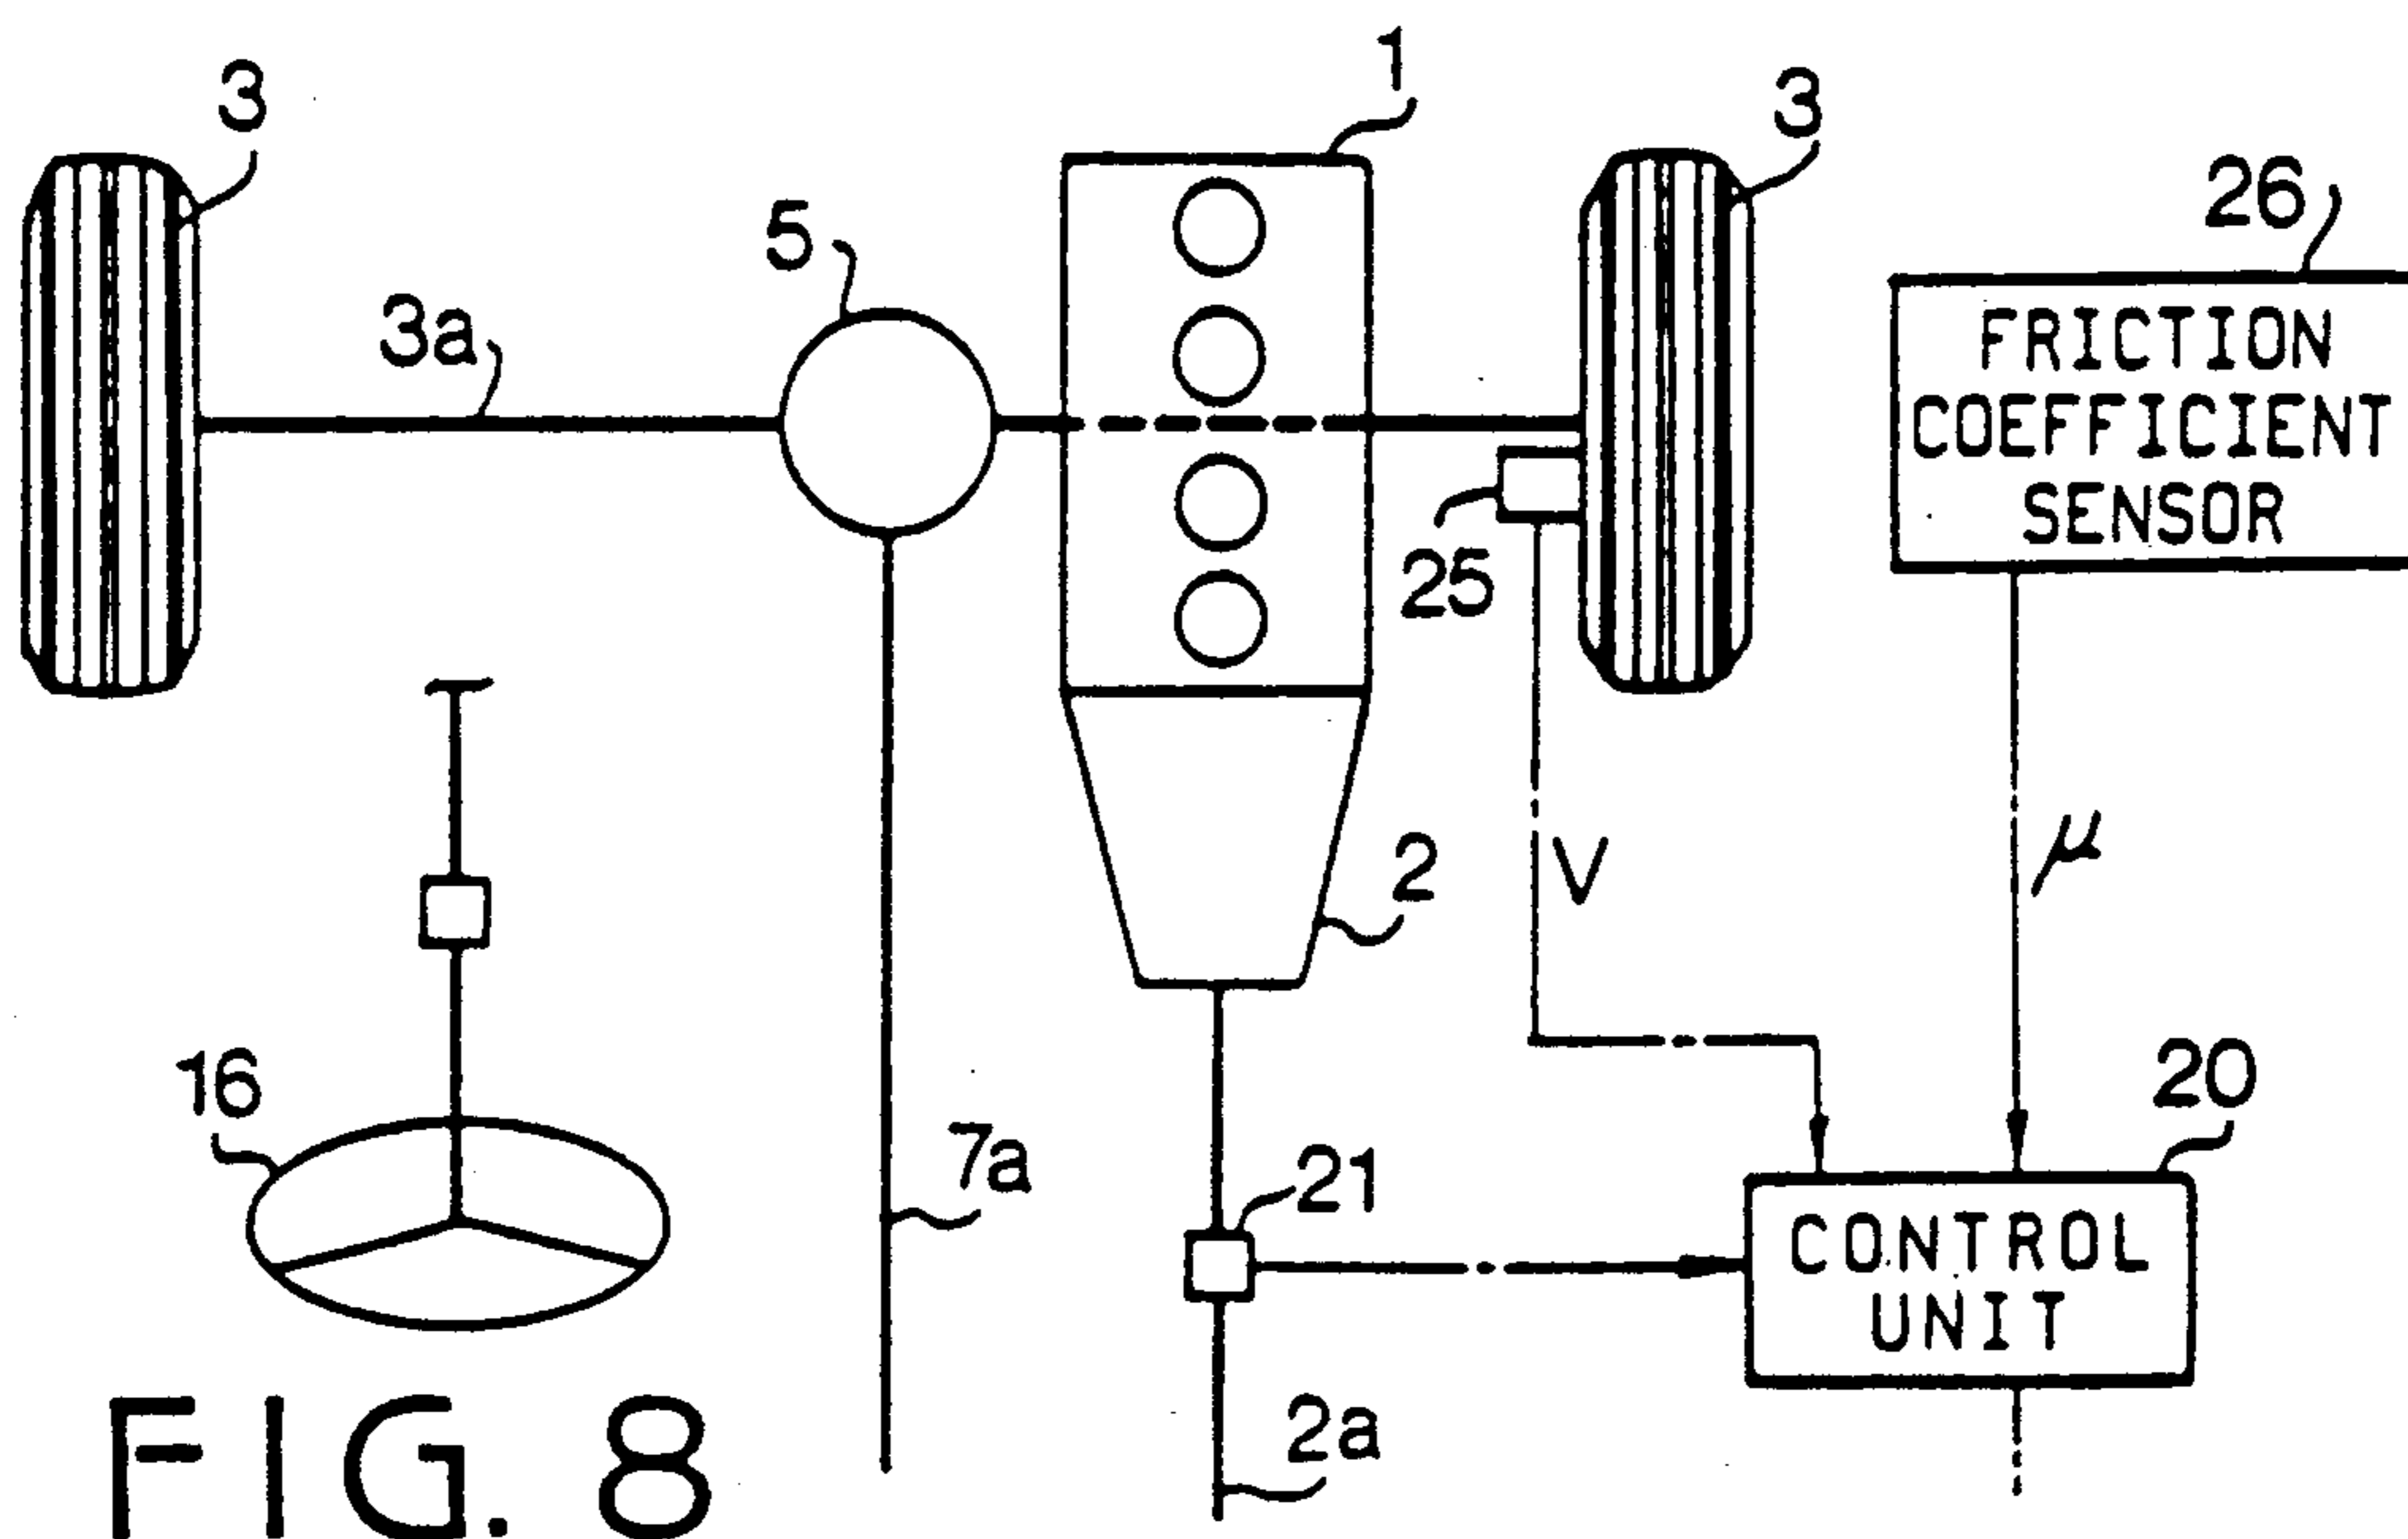 1
3
3
26
5
3a
FRICTION
COEFFICIENT
SENSOR
25
2
V
μ
16
20
7a
21
CONTROL
UNIT
2a
FIG. 8